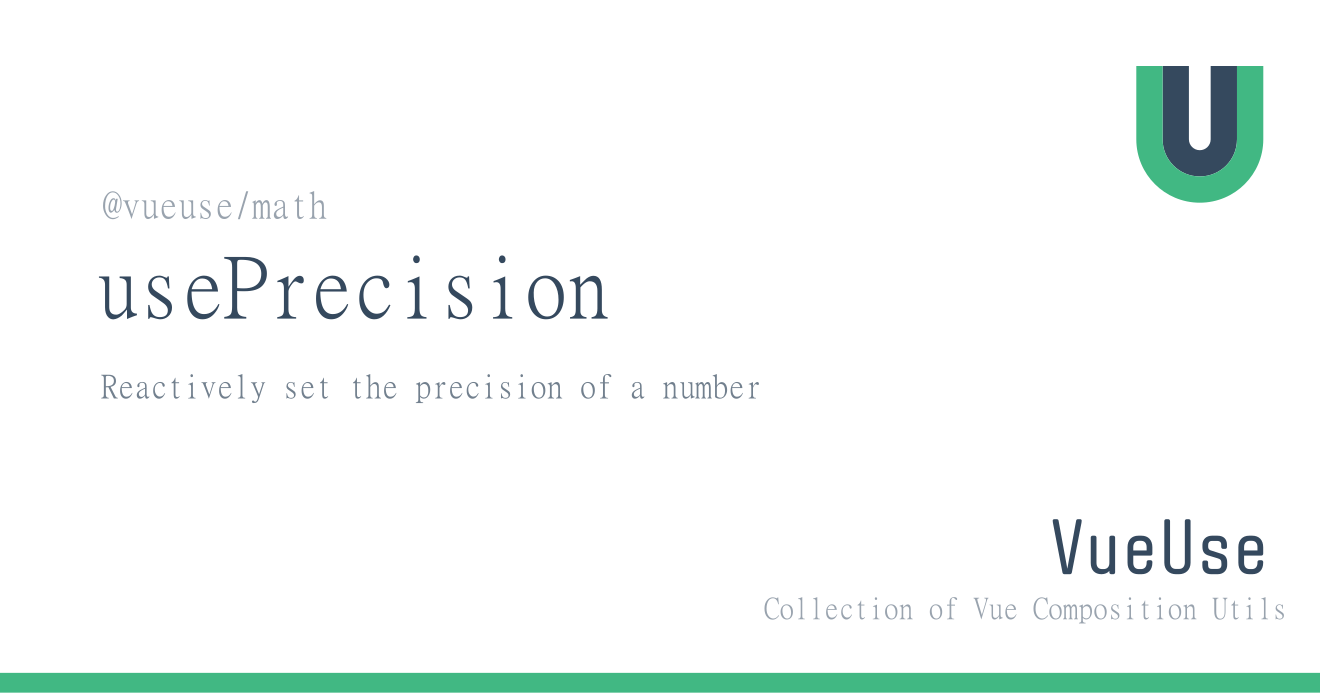 @vueuse/math
usePrecision
Reactively set the precision of a number
VueUse
Collection of Vue Composition Utils